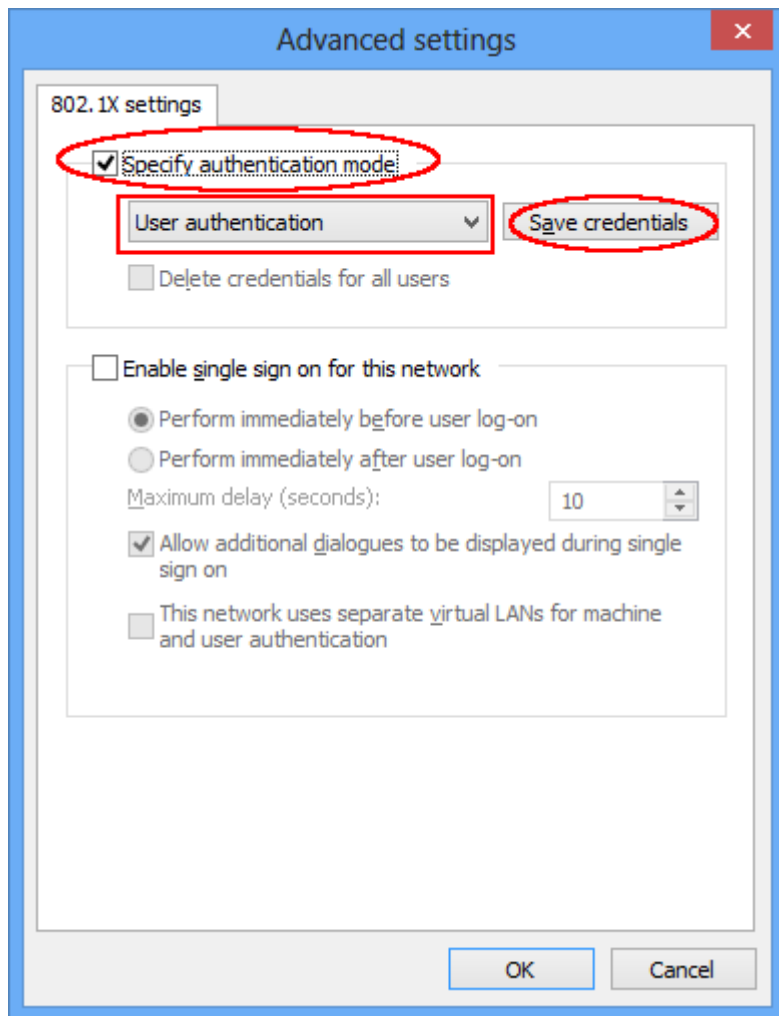 Advanced settings
802.1X settings
Specify authentication mode
User authentication
Save credentials
Delete credentials for all users
Enable single sign on for this network
Perform immediately before user log-on
Perform immediately after user log-on
Maximum delay (seconds):
10
Allow additional dialogues to be displayed during single
sign on
This network uses separate virtual LANs for machine
and user authentication
OK
Cancel